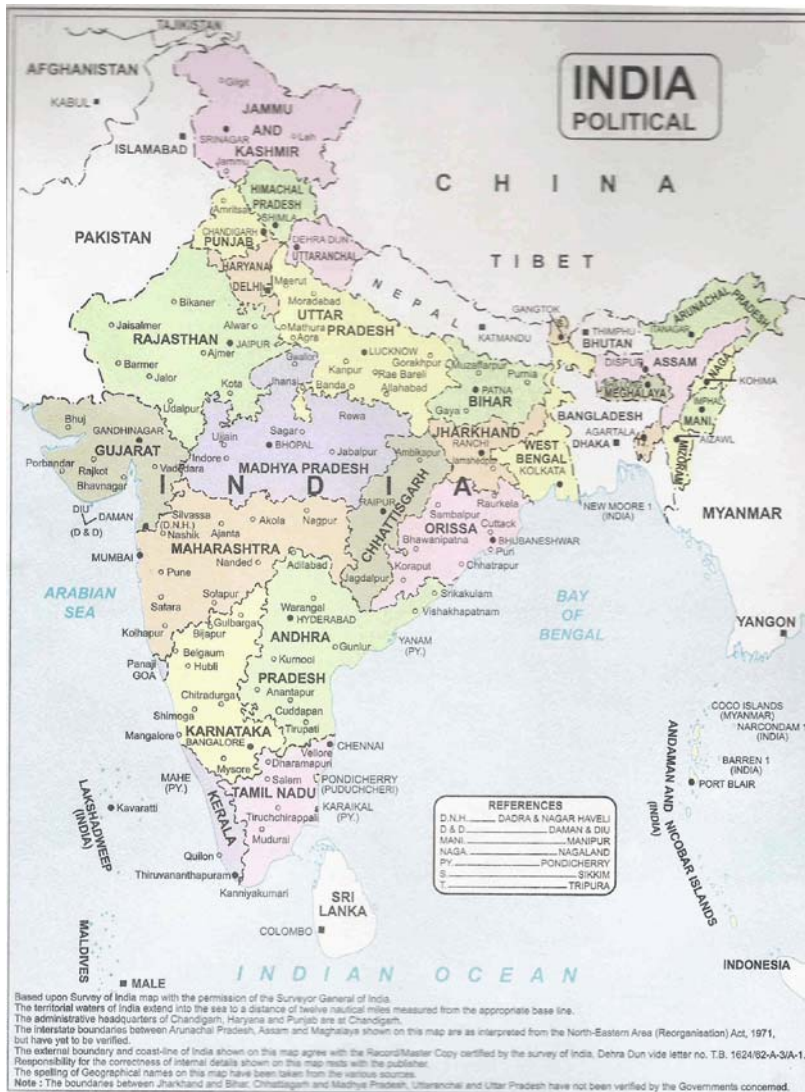 TAJIKISTAN
AFGHANISTAN
KABUL
Gilgit
JAMMU
AND
KASHMIR
SRINAGAR
Leh
Jammu
ISLAMABAD
INDIA
POLITICAL
CHINA
TIBET
HIMACHAL
PRADESH
SHIMLA
Amritsar
CHANDIGARH
PUNJAB
PAKISTAN
DEHRA DUN
UTTARANCHAL
HARYANA
DELHI
Meerut
Moradabad
NEPAL
KATMANDU
GANGTOK
THIMPHU
BHUTAN
ARUNACHAL PRADESH
ITANAGAR
DISPUR
ASSAM
NAGA
KOHIMA
MEGHALAYA
IMPHAL
MANI.
AIZAWL
MIZORAM
BANGLADESH
AGARTALA
DHAKA
Bikaner
Jaisalmer
Alwar
RAJASTHAN
JAIPUR
Ajmer
Barmer
Jalor
Kota
Udaipur
UTTAR
PRADESH
Mathura
Agra
LUCKNOW
Gwalior
Kanpur
Gorakhpur
Rae Bareli
Jhansi
Banda
Allahabad
Muzaffarpur
Purnia
PATNA
BIHAR
Gaya
JHARKHAND
RANCHI
Jamshedpur
WEST
BENGAL
KOLKATA
Bhuj
GANDHINAGAR
GUJARAT
Porbandar
Rajkot
Bhavnagar
Vadodara
Rewa
Sagar
Ujjain
BHOPAL
Indore
Jabalpur
MADHYA PRADESH
Ambikapur
INDIA
RAIPUR
CHHATTISGARH
Jagdalpur
Raurkela
Sambalpur
ORISSA
Cuttack
BHUBANESHWAR
Bhawanipatna
Puri
Koraput
Chhatrapur
NEW MOORE 1
(INDIA)
MYANMAR
YANGON
DIU
DAMAN
(D & D)
Silvassa
(D.N.H.)
Nashik
Ajanta
Akola
Nagpur
MAHARASHTRA
MUMBAI
Nanded
Adilabad
Pune
Satara
Solapur
Kolhapur
ARABIAN
SEA
BAY
OF
BENGAL
Srikakulam
Vishakhapatnam
Warangal
HYDERABAD
Gulbarga
Bijapur
ANDHRA
PRADESH
YANAM
(PY.)
Guntur
Kurnool
Belgaum
Hubli
Panaji
GOA
Anantapur
Chitradurga
Cuddapah
Shimoga
Tirupati
KARNATAKA
Mangalore
BANGALORE
CHENNAI
Vellore
Mysore
Dharamapuri
MAHE
(PY.)
Salem
PONDICHERRY
(PUDUCHCERI)
TAMIL NADU
KARAIKAL
(PY.)
Tiruchchirappali
KERALA
Mudurai
Quilon
Thiruvananthapuram
Kanniyakumari
LAKSHADWEEP
(INDIA)
Kavaratti
MALDIVES
MALE
SRI
LANKA
COLOMBO
COCO ISLANDS
(MYANMAR)
NARCONDAM 1
(INDIA)
BARREN 1
(INDIA)
PORT BLAIR
ANDAMAN AND NICOBAR ISLANDS
(INDIA)
INDONESIA
REFERENCES
D.N.H. DADRA & NAGAR HAVELI
D & D DAMAN & DIU
MANI. MANIPUR
NAGA. NAGALAND
PY. PONDICHERRY
S. SIKKIM
T. TRIPURA
INDIAN OCEAN
Based upon Survey of India map with the permission of the Surveyor General of India.
The territorial waters of India extend into the sea to a distance of twelve nautical miles measured from the appropriate base line.
The administrative headquarters of Chandigarh, Haryana and Punjab are at Chandigarh.
The interstate boundaries between Arunachal Pradesh, Assam and Maghalaya shown on this map are as interpreted from the North-Eastern Area (Reorganisation) Act, 1971,
but have yet to be verified.
The external boundary and coast-line of India shown on this map agree with the Record/Master Copy certified by the survey of India, Dehra Dun vide letter no. T.B. 1624/62-A-3/A-1.
Responsibility for the correctness of internal details shown on this map rests with the publisher.
The spelling of Geographical names on this map have been taken from the various sources.
Note : The boundaries between Jharkhand and Bihar, Chhattisgarh and Madhya Pradesh, Uttaranchal and Uttar Pradesh have not been verified by the Governments concerned.